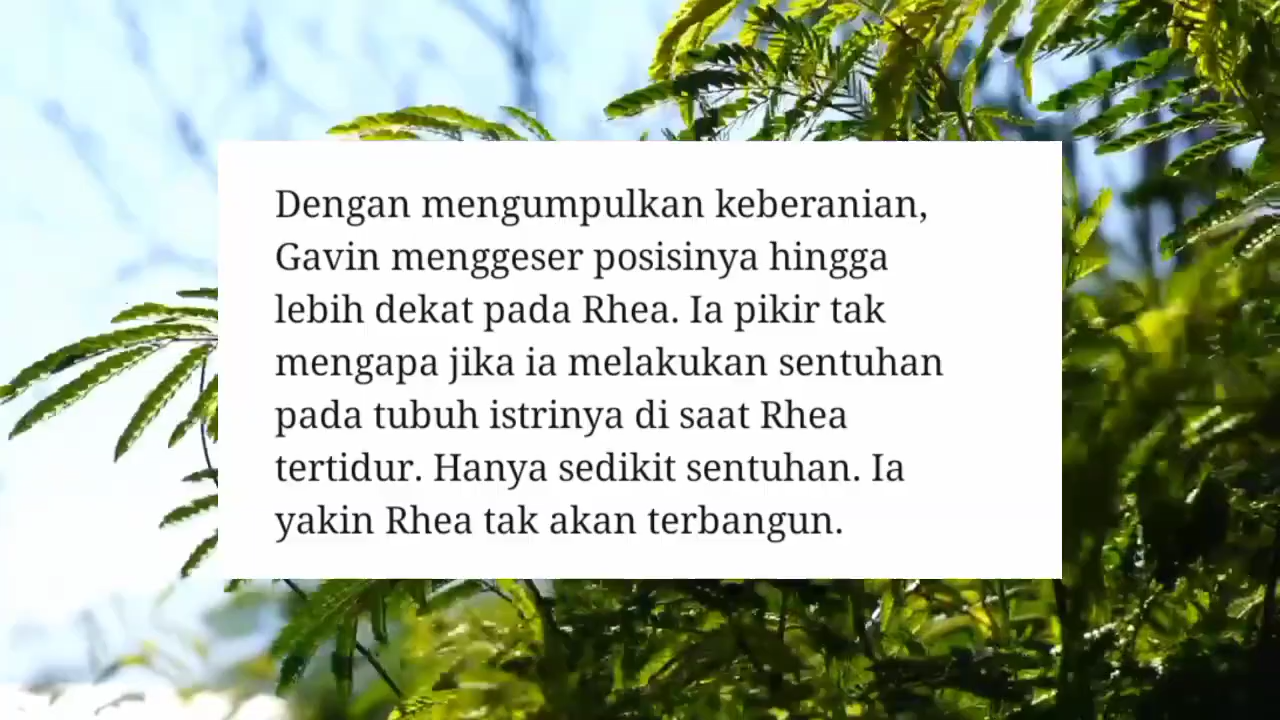 Dengan mengumpulkan keberanian,
Gavin menggeser posisinya hingga
lebih dekat pada Rhea. Ia pikir tak
mengapa jika ia melakukan sentuhan
pada tubuh istrinya di saat Rhea
tertidur. Hanya sedikit sentuhan. Ia
yakin Rhea tak akan terbangun.